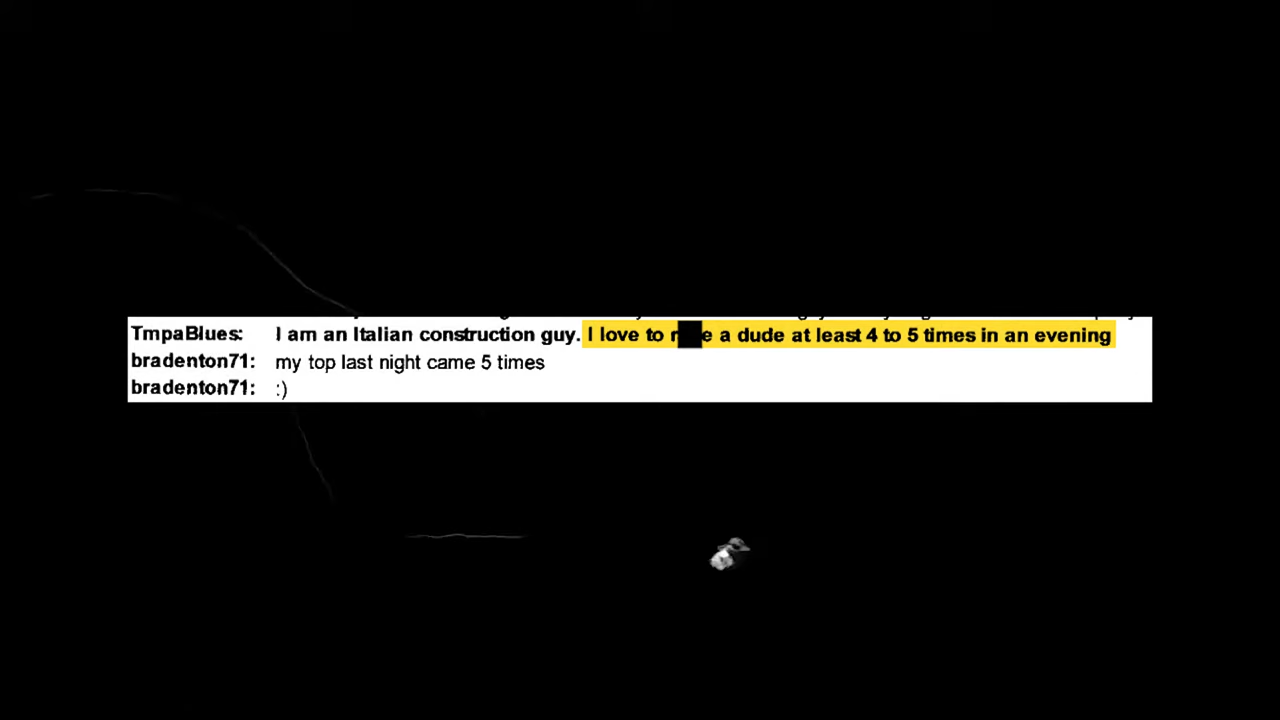 TmpaBlues: I am an Italian construction guy. I love to a dude at least 4 to 5 times in an evening
bradenton71: my top last night came 5 times
bradenton71: :)